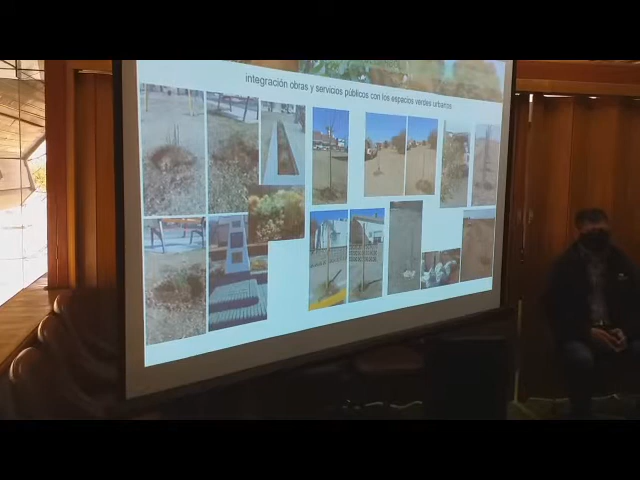 integración obras y servicios públicos con los espacios verdes urbanos